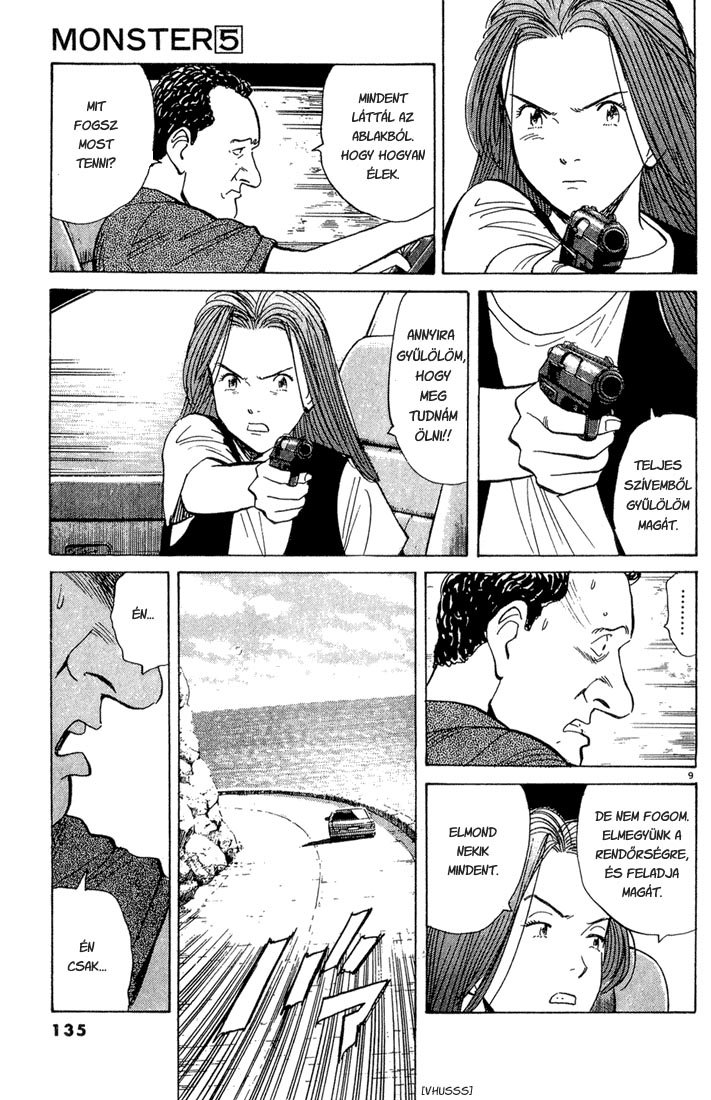 MONSTER 5
MINDENT
LÁTTÁL AZ
ABLAKBÓL.
HOGY HOGYAN
ÉLEK.
MIT
FOGSZ
MOST
TENNI?
TELJES
SZÍVEMBŐL
GYŰLÖLÖM
MAGÁT.
ANNYIRA
GYŰLÖLÖM,
HOGY
MEG
TUDNÁM
ÖLNI!!
........
9
DE NEM FOGOM.
ELMEGYÜNK A
RENDŐRSÉGRE,
ÉS FELADJA
MAGÁT.
ELMOND
NEKIK
MINDENT.
[VHUSSS]
ÉN...
ÉN
CSAK...
135